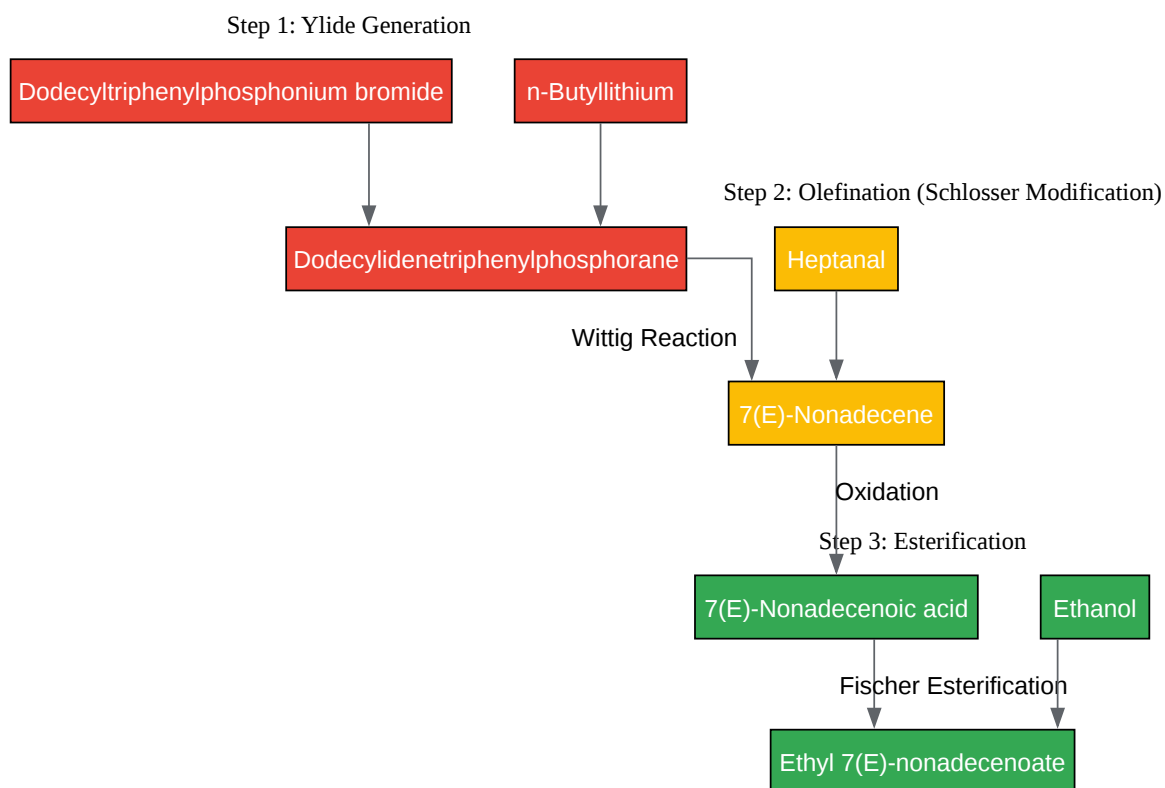 Step 1: Ylide Generation
Dodecyltriphenylphosphonium bromide
n-Butyllithium
Step 2: Olefination (Schlosser Modification)
Dodecylidenetriphenylphosphorane
Heptanal
Wittig Reaction
7(E)-Nonadecene
Oxidation
Step 3: Esterification
7(E)-Nonadecenoic acid
Ethanol
Fischer Esterification
Ethyl 7(E)-nonadecenoate